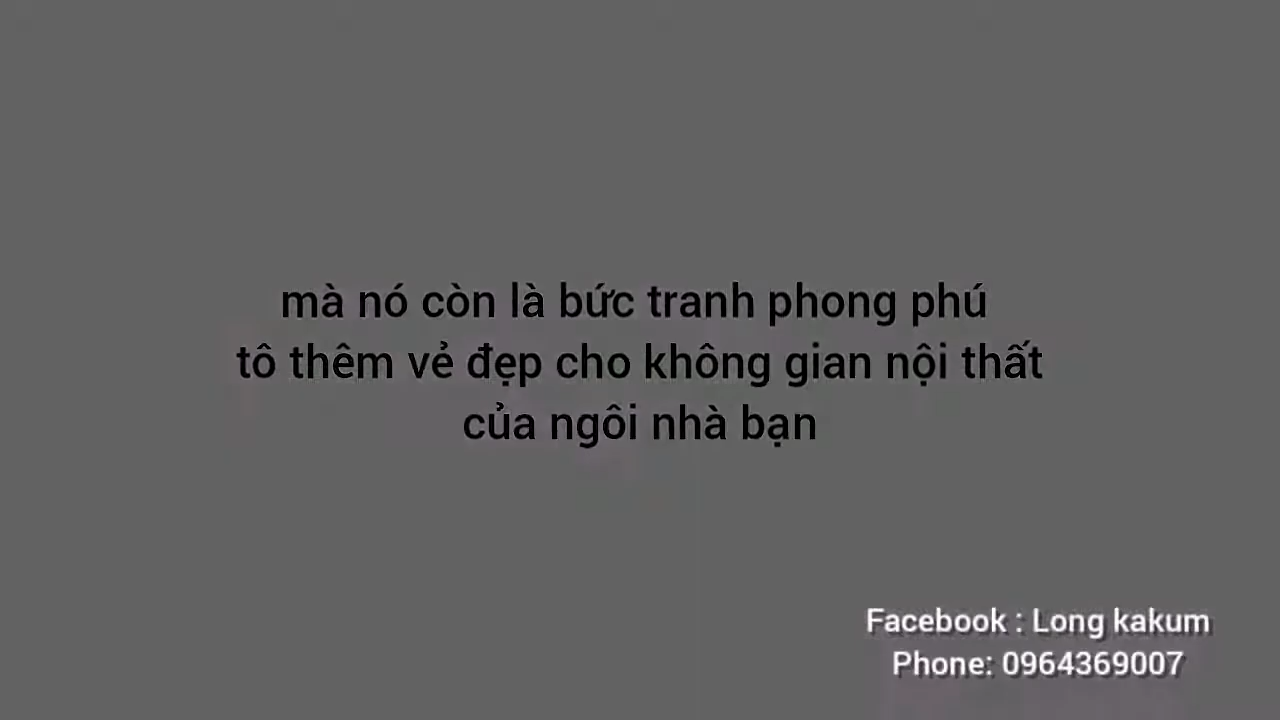 mà nó còn là bức tranh phong phú
tô thêm vẻ đẹp cho không gian nội thất
của ngôi nhà bạn
Facebook : Long kakum
Phone: 0964369007